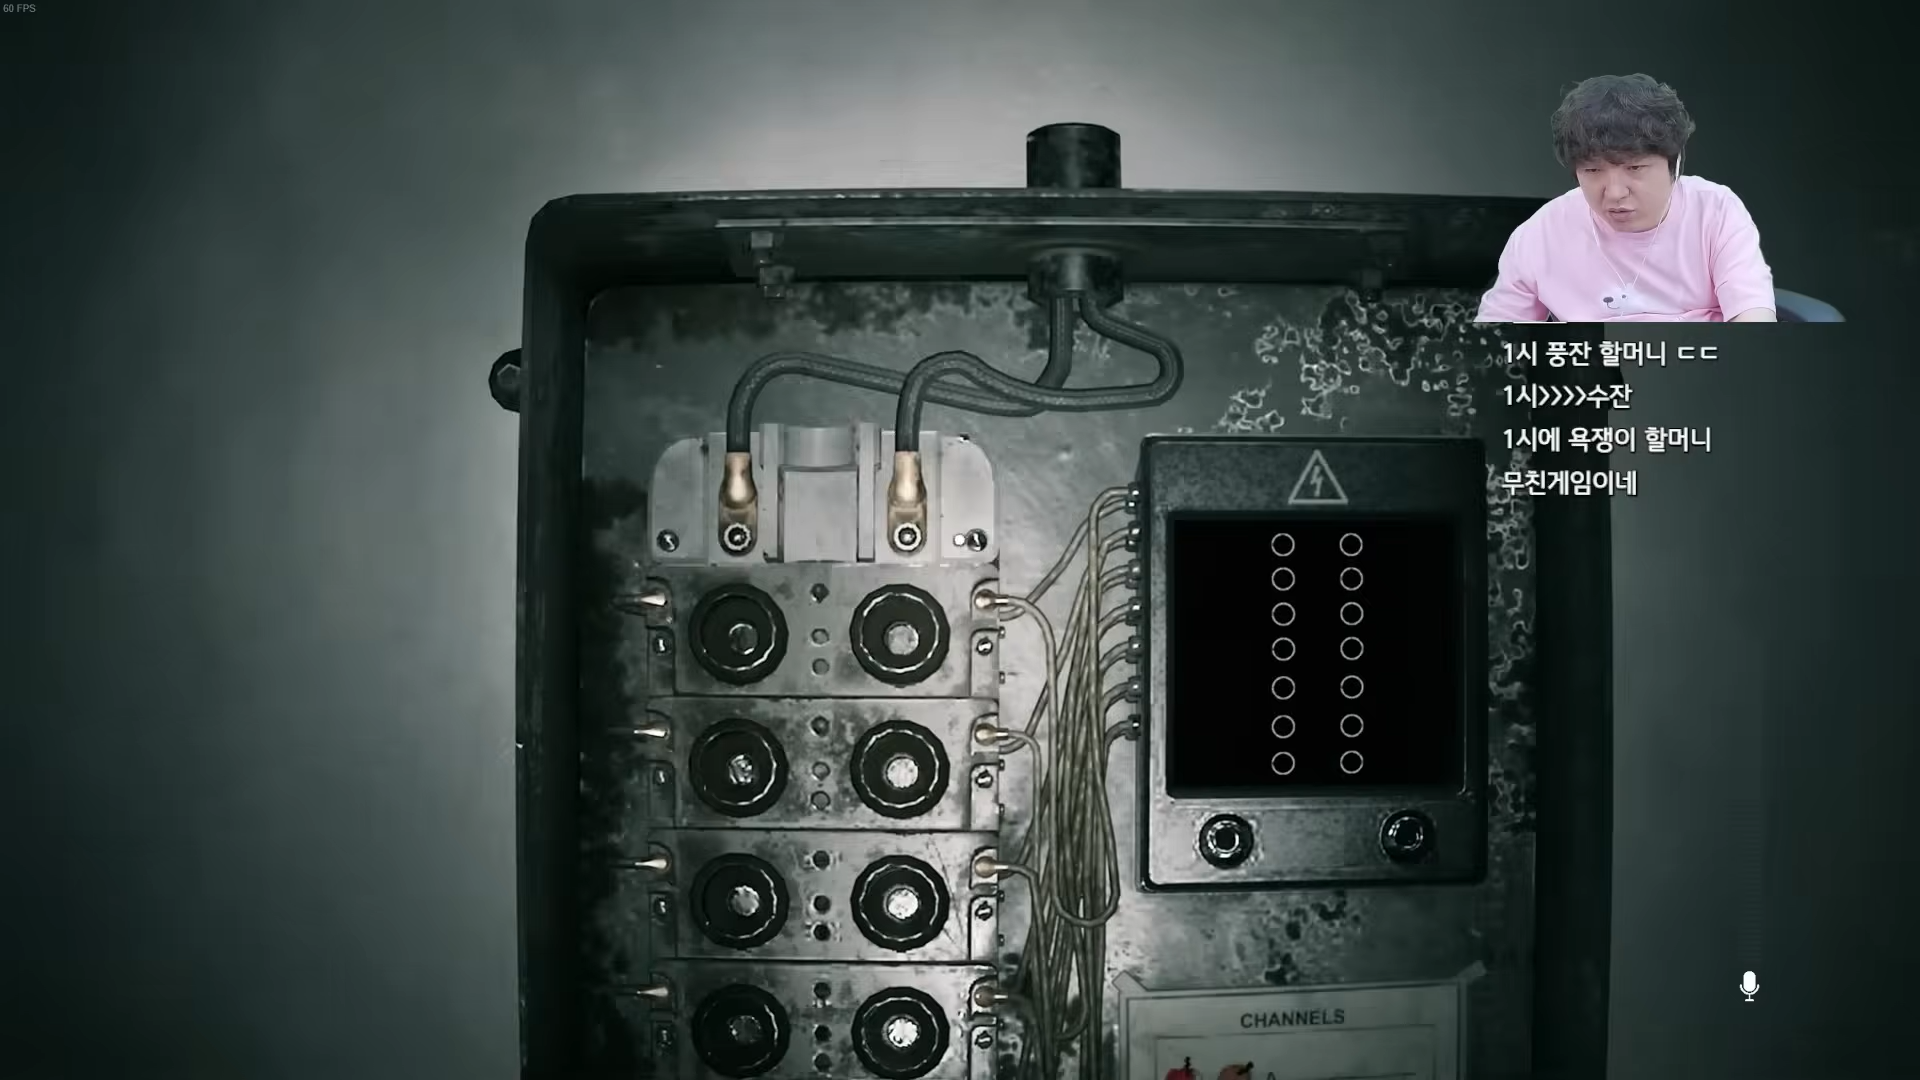 60 FPS
1시 풍잔 할머니 ㄷㄷ
1시>>>>수잔
1시에 욕쟁이 할머니
무친게임이네
CHANNELS